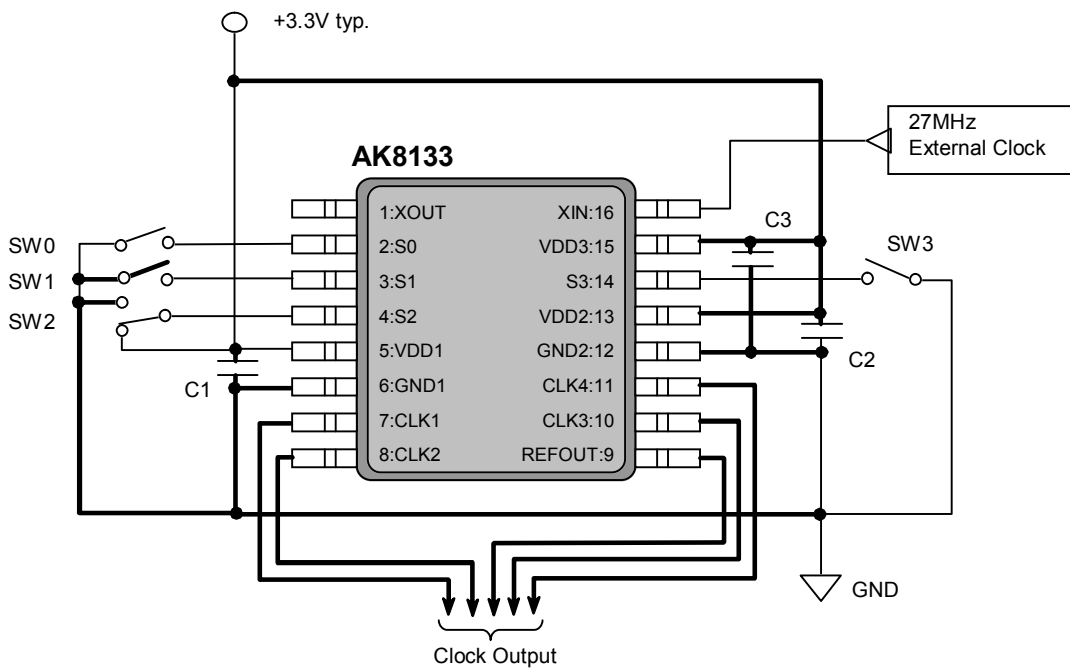 +3.3V typ.
27MHz
External Clock
AK8133
1:XOUT
XIN:16
C3
SW0
2:S0
VDD3:15
SW3
SW1
3:S1
S3:14
SW2
4:S2
VDD2:13
5:VDD1
GND2:12
C2
C1
6:GND1
CLK4:11
7:CLK1
CLK3:10
8:CLK2
REFOUT:9
GND
Clock Output